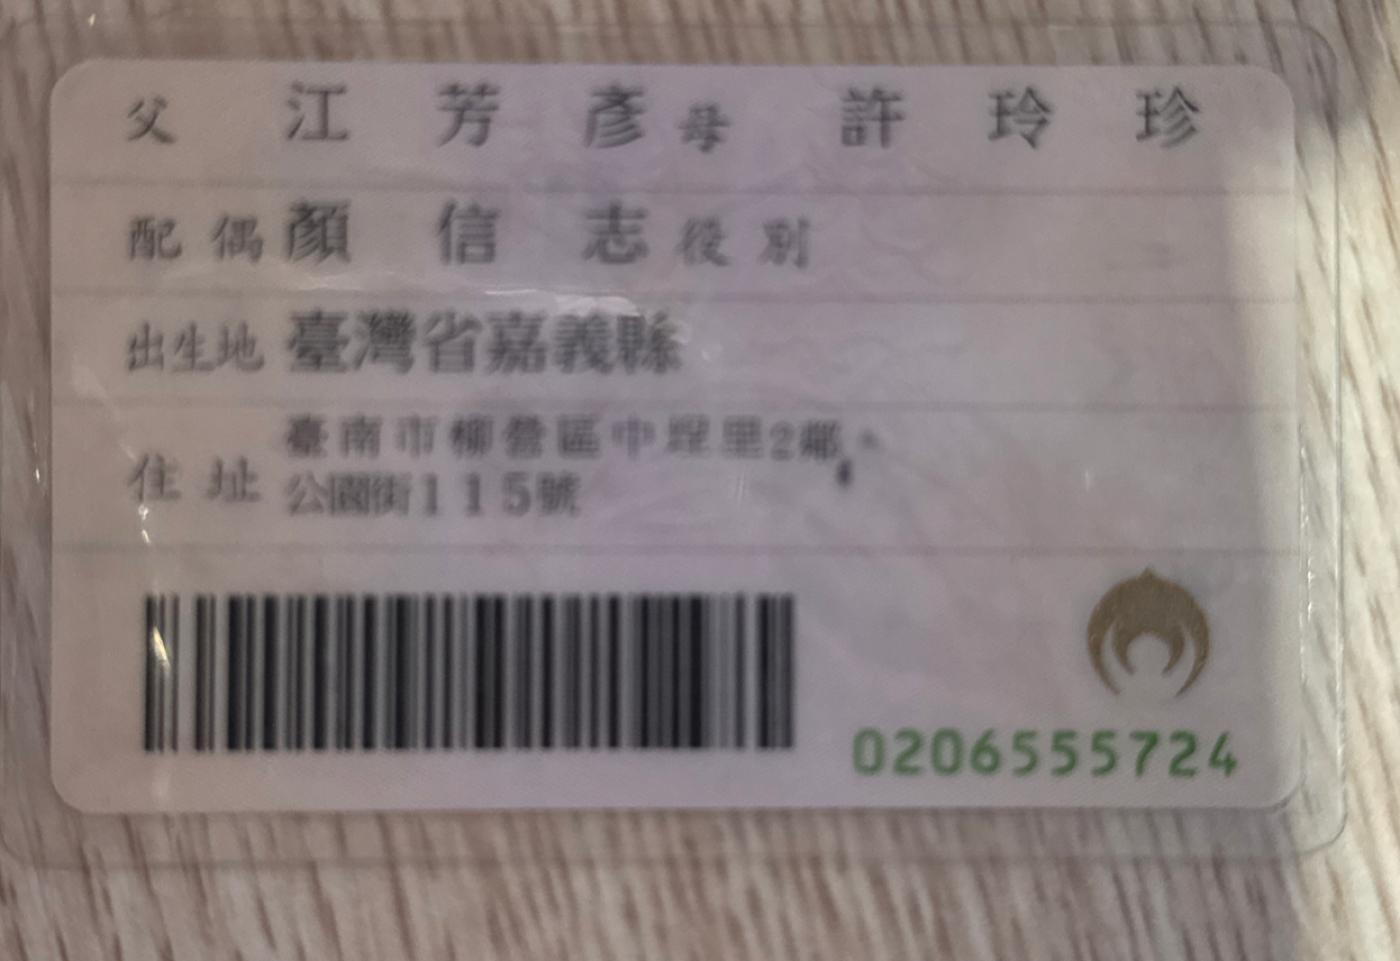 父 江芳彥 母 許玲珍
配偶 顏信志 役別
出生地 臺灣省嘉義縣
住址 臺南市柳營區中埕里2鄰、
公園街115號
0206555724